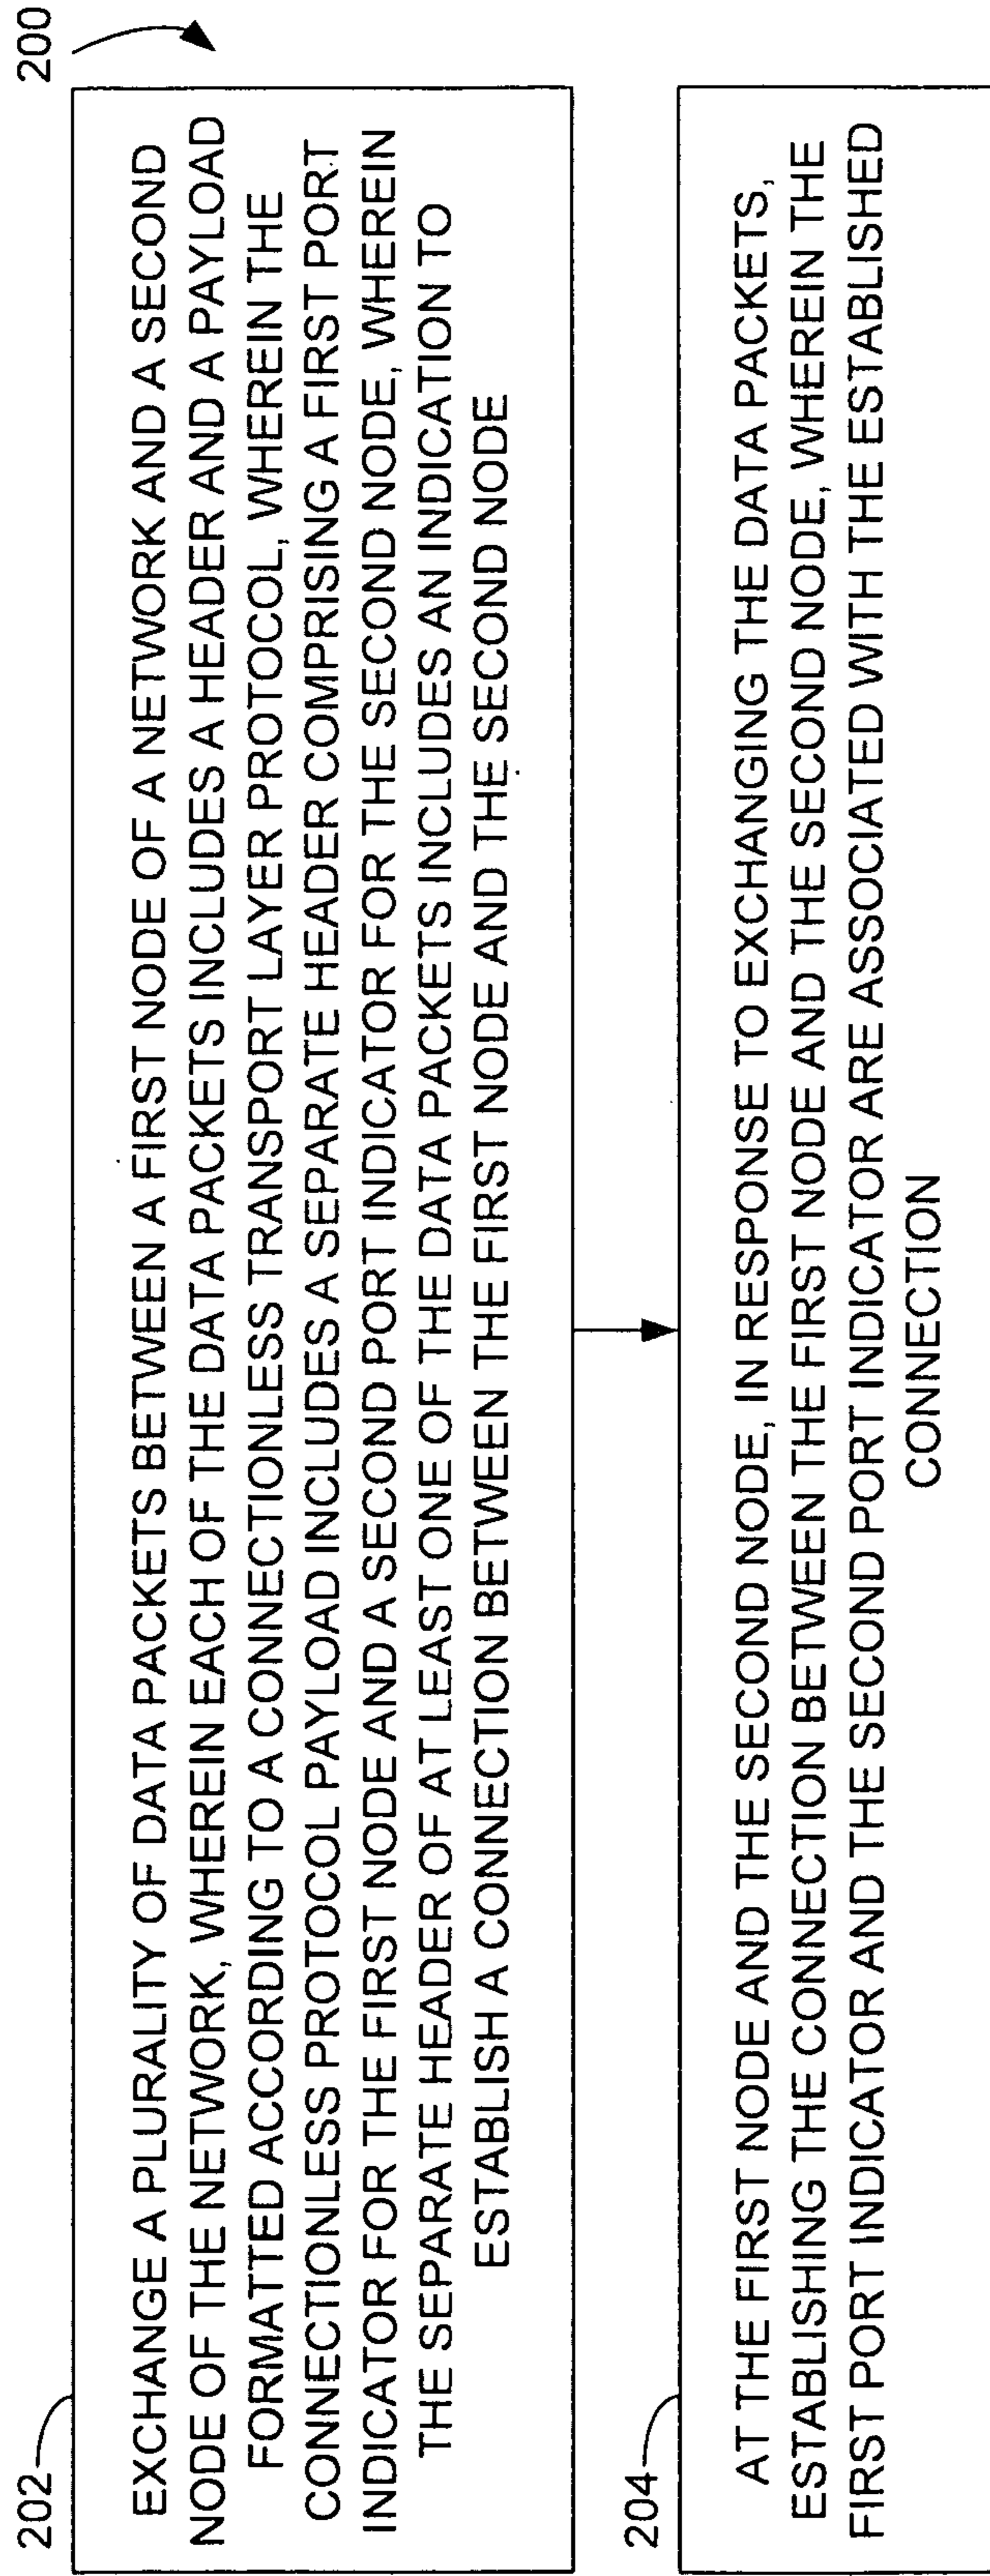 200
202
EXCHANGE A PLURALITY OF DATA PACKETS BETWEEN A FIRST NODE OF A NETWORK AND A SECOND
NODE OF THE NETWORK, WHEREIN EACH OF THE DATA PACKETS INCLUDES A HEADER AND A PAYLOAD
FORMATTED ACCORDING TO A CONNECTIONLESS TRANSPORT LAYER PROTOCOL, WHEREIN THE
CONNECTIONLESS PROTOCOL PAYLOAD INCLUDES A SEPARATE HEADER COMPRISING A FIRST PORT
INDICATOR FOR THE FIRST NODE AND A SECOND PORT INDICATOR FOR THE SECOND NODE, WHEREIN
THE SEPARATE HEADER OF AT LEAST ONE OF THE DATA PACKETS INCLUDES AN INDICATION TO
ESTABLISH A CONNECTION BETWEEN THE FIRST NODE AND THE SECOND NODE
204
AT THE FIRST NODE AND THE SECOND NODE, IN RESPONSE TO EXCHANGING THE DATA PACKETS,
ESTABLISHING THE CONNECTION BETWEEN THE FIRST NODE AND THE SECOND NODE, WHEREIN THE
FIRST PORT INDICATOR AND THE SECOND PORT INDICATOR ARE ASSOCIATED WITH THE ESTABLISHED
CONNECTION